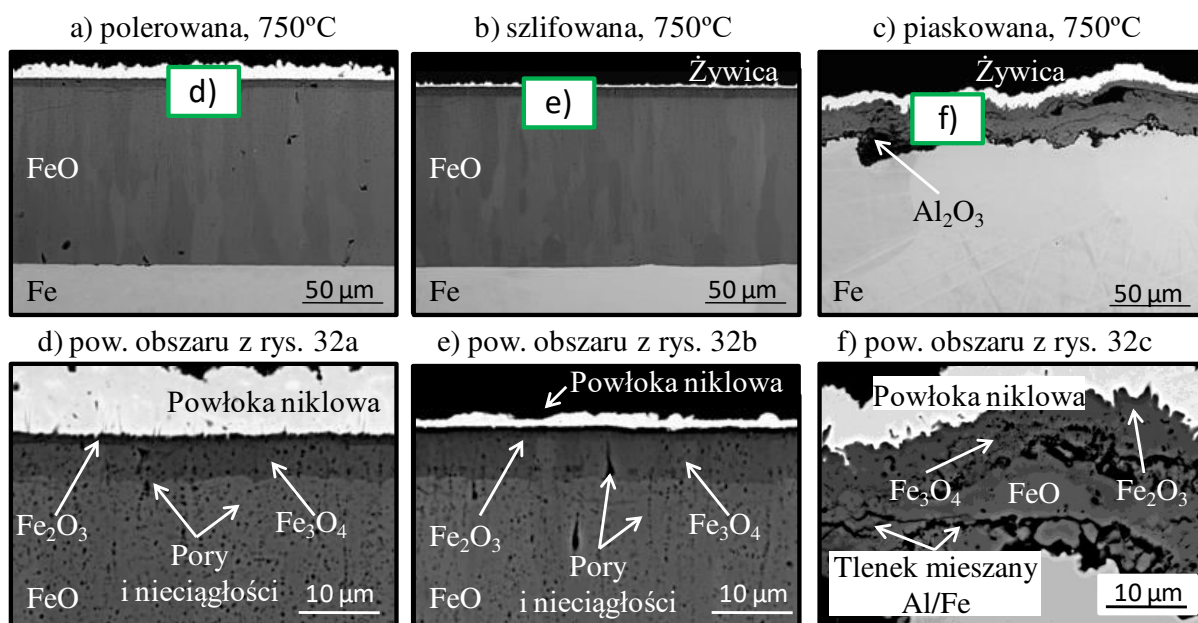 a) polerowana, 750ºC
b) szlifowana, 750ºC
c) piaskowana, 750ºC
d)
FeO
Fe
50 µm
Żywica
e)
FeO
Fe
50 µm
Żywica
f)
Al₂O₃
Fe
50 µm
d) pow. obszaru z rys. 32a
e) pow. obszaru z rys. 32b
f) pow. obszaru z rys. 32c
Powłoka niklowa
Fe₂O₃
Fe₃O₄
Pory
i nieciągłości
FeO
10 µm
Powłoka niklowa
Fe₂O₃
Fe₃O₄
Pory
i nieciągłości
FeO
10 µm
Powłoka niklowa
Fe₃O₄
FeO
Fe₂O₃
Tlenek mieszany
Al/Fe
10 µm